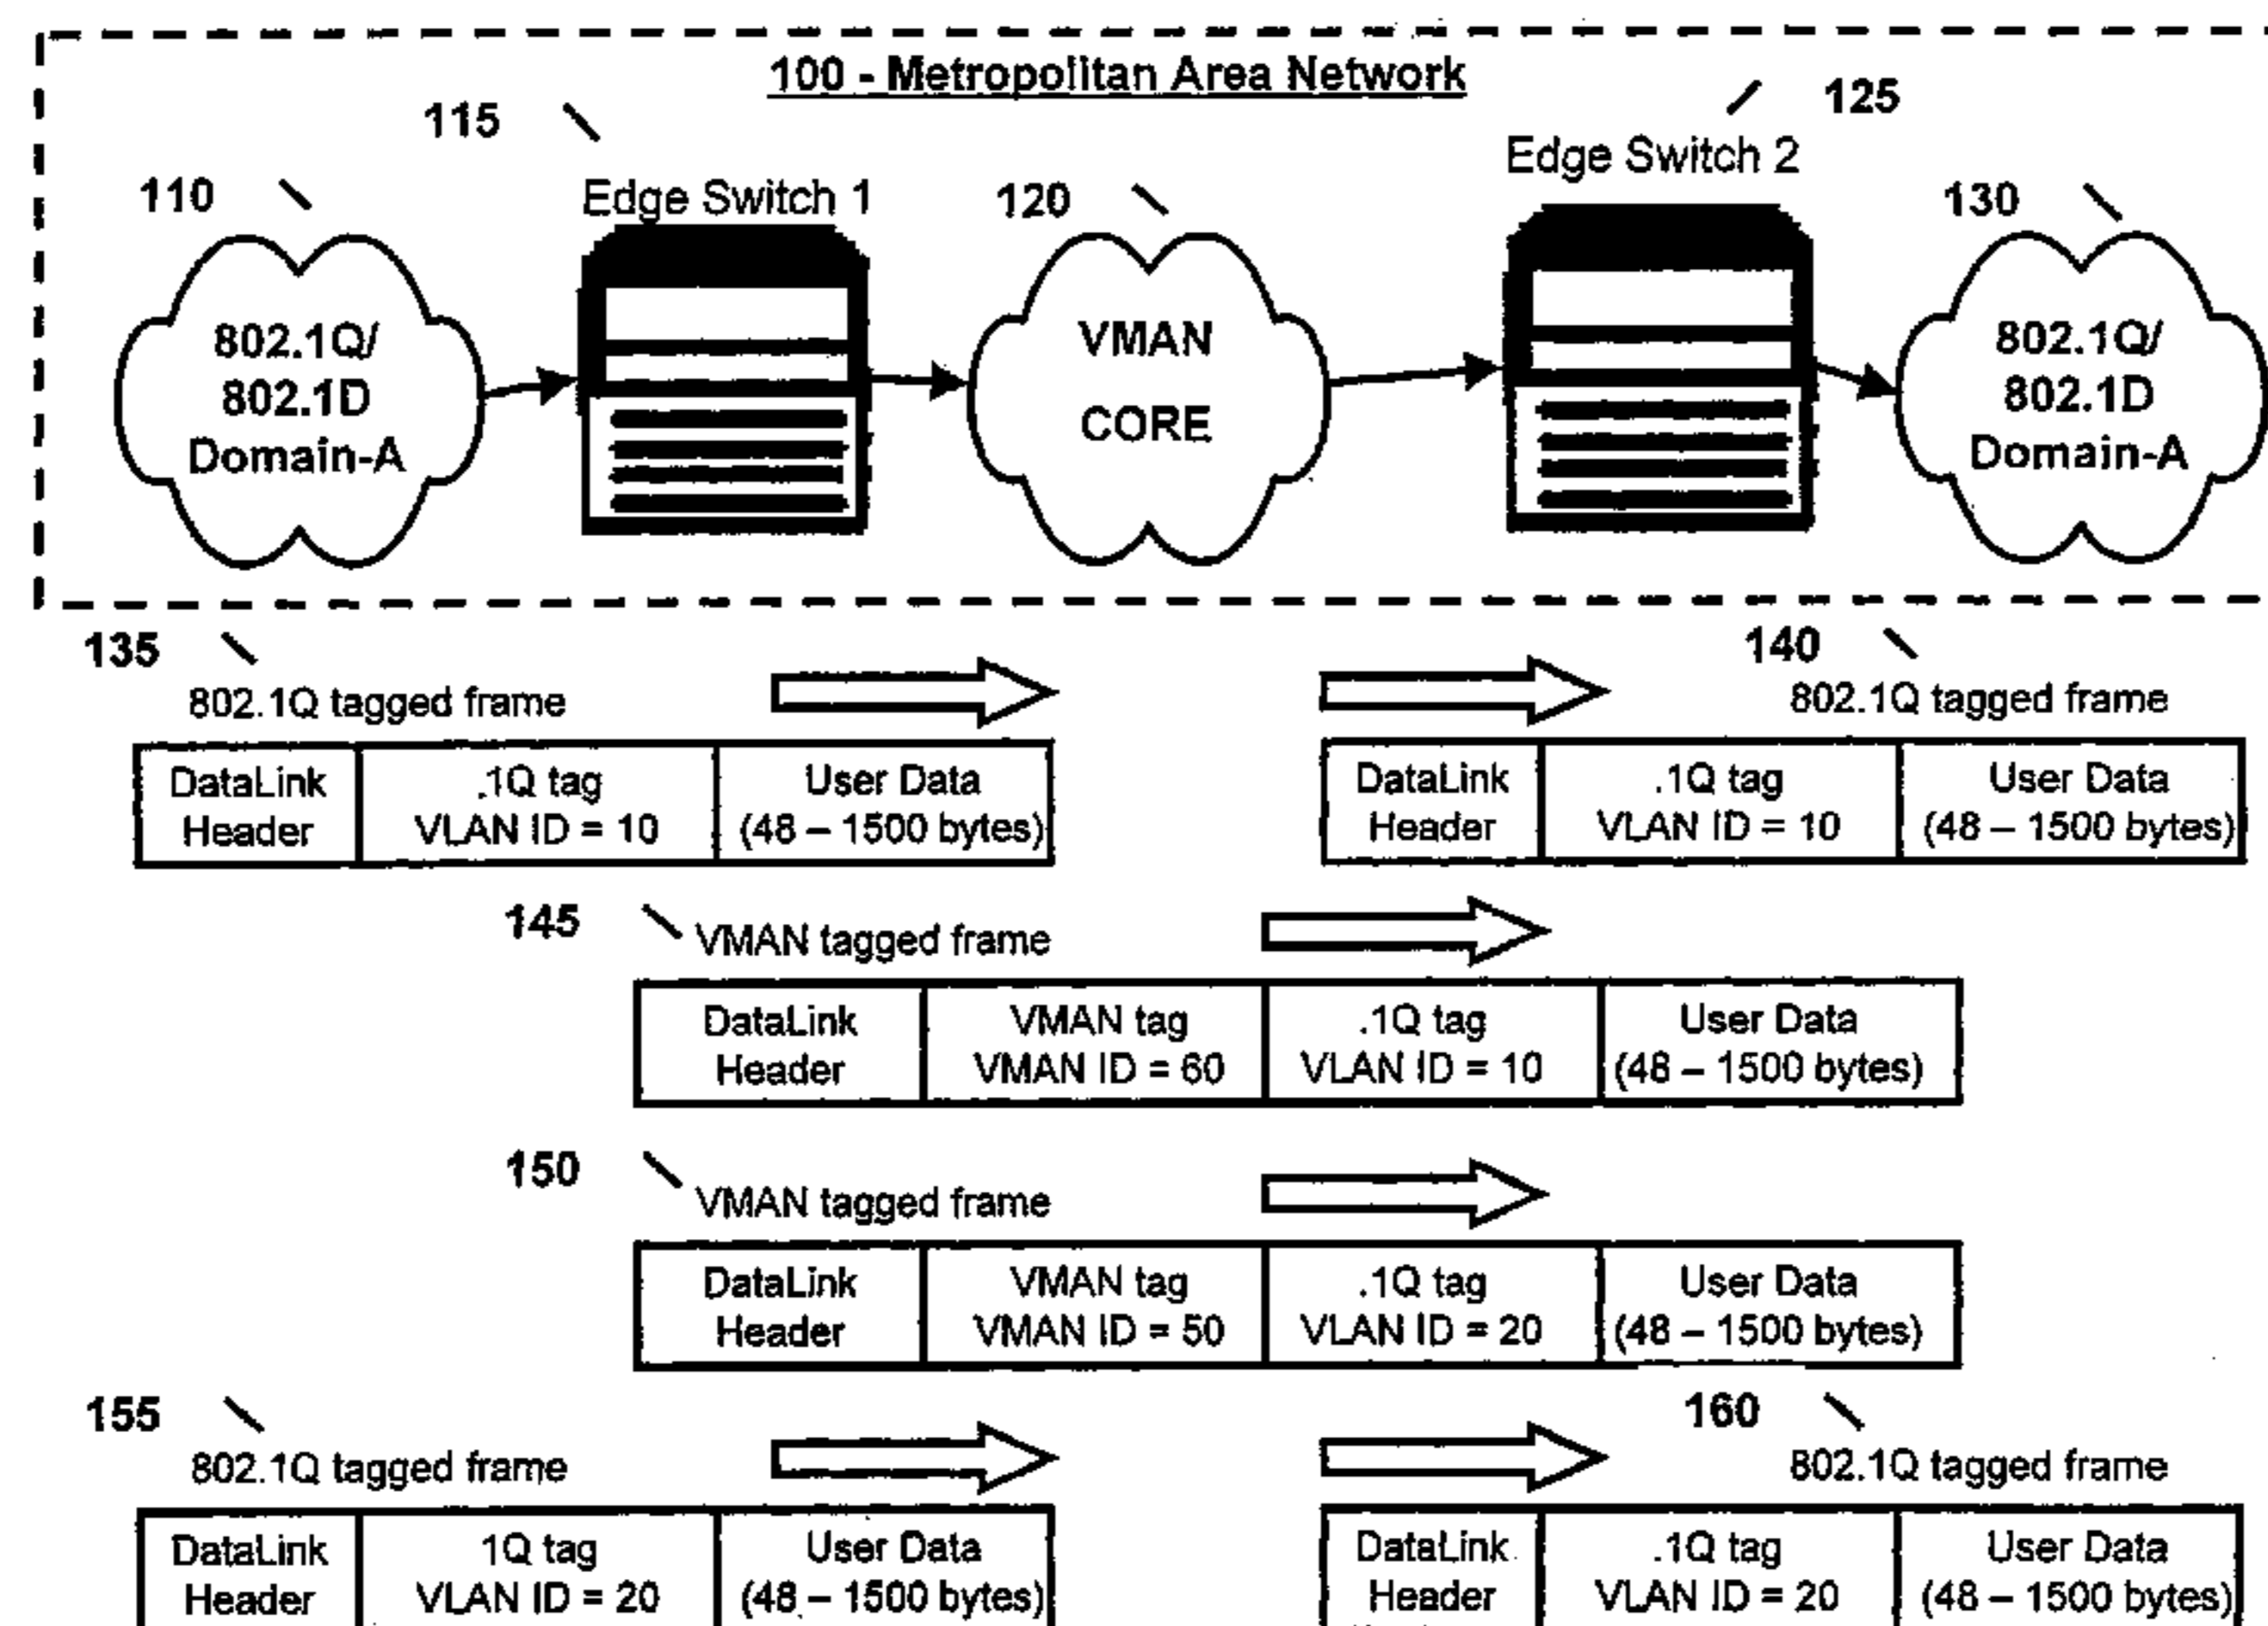 100 - Metropolitan Area Network
115
125
Edge Switch 2
110
Edge Switch 1
120
130
802.1Q/
802.1D
Domain-A
VMAN
CORE
802.1Q/
802.1D
Domain-A
135
140
802.1Q tagged frame
802.1Q tagged frame
DataLink
Header
.1Q tag
VLAN ID = 10
User Data
(48 – 1500 bytes)
DataLink
Header
.1Q tag
VLAN ID = 10
User Data
(48 – 1500 bytes)
145
VMAN tagged frame
DataLink
Header
VMAN tag
VMAN ID = 60
.1Q tag
VLAN ID = 10
User Data
(48 – 1500 bytes)
150
VMAN tagged frame
DataLink
Header
VMAN tag
VMAN ID = 50
.1Q tag
VLAN ID = 20
User Data
(48 – 1500 bytes)
155
160
802.1Q tagged frame
802.1Q tagged frame
DataLink
Header
1Q tag
VLAN ID = 20
User Data
(48 – 1500 bytes)
DataLink
Header
.1Q tag
VLAN ID = 20
User Data
(48 – 1500 bytes)